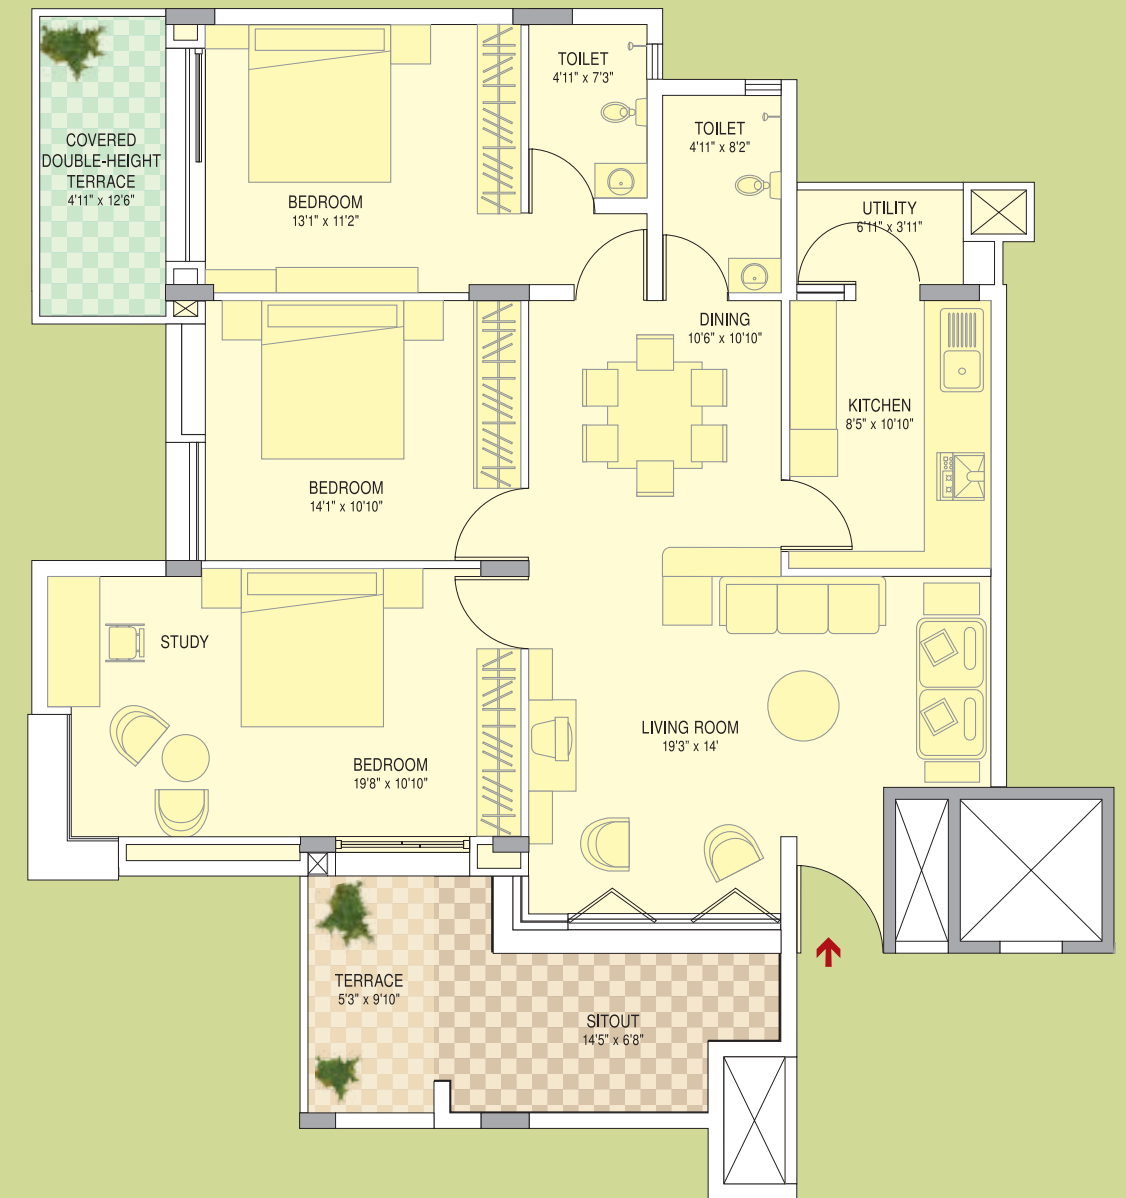 TOILET
4'11" x 7'3"
TOILET
4'11" x 8'2"
COVERED
DOUBLE-HEIGHT
TERRACE
4'11" x 12'6"
BEDROOM
13'1" x 11'2"
UTILITY
6'11" x 3'11"
DINING
10'6" x 10'10"
KITCHEN
8'5" x 10'10"
BEDROOM
14'1" x 10'10"
STUDY
LIVING ROOM
19'3" x 14'
BEDROOM
19'8" x 10'10"
TERRACE
5'3" x 9'10"
SITOUT
14'5" x 6'8"